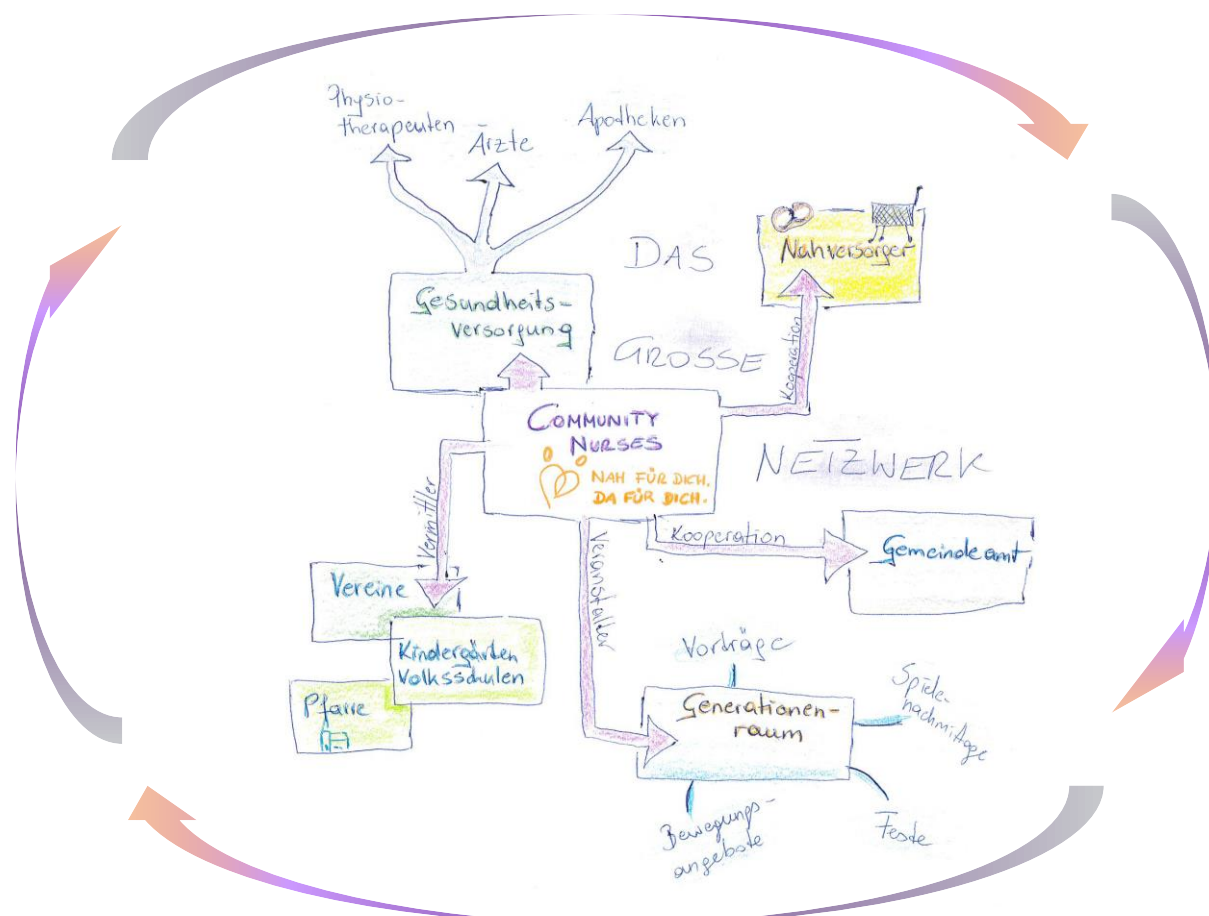 Physio-
therapeuten
Ärzte
Apotheken
DAS
GROSSE
NETZWERK
Nahversorger
Gesundheits-
versorgung
Kooperation
COMMUNITY
NURSES
NAH FÜR DICH.
DA FÜR DICH.
Vermittler
Veranstalter
Kooperation
Gemeindeamt
Vereine
Kindergärten
Volksschulen
Pfarre
Vorträge
Generationen-
raum
Spiele-
nachmittage
Bewegungs-
angebote
Feste